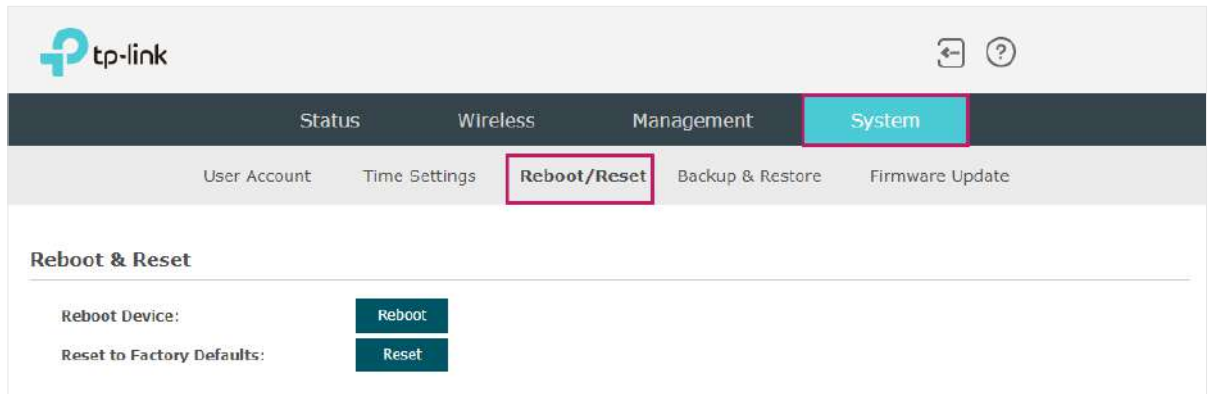 tp-link
Status Wireless Management System
User Account Time Settings Reboot/Reset Backup & Restore Firmware Update
Reboot & Reset
Reboot Device: Reboot
Reset to Factory Defaults: Reset